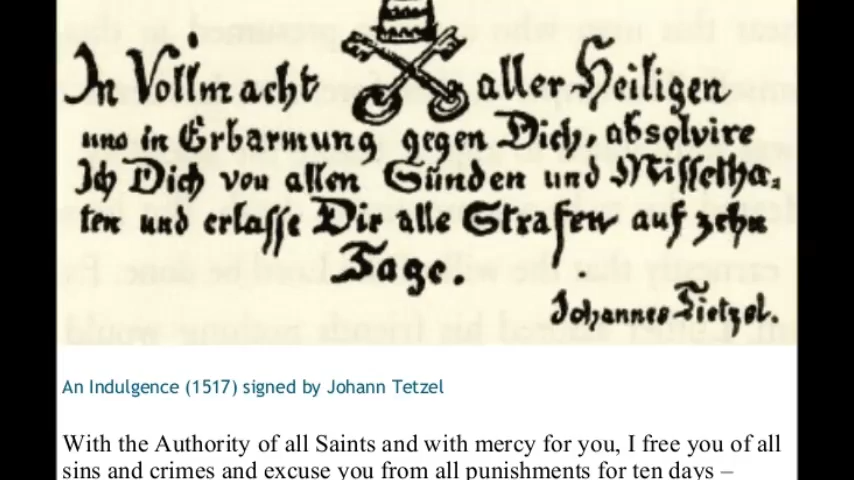 In Vollmacht aller Heiligen
und in Erbarmung gegen Dich, absolvire
Ich Dich von allen Sünden und Missetha-
ten und erlasse Dir alle Strafen auf zehn
Tage.
Johannes Tietzel.
An Indulgence (1517) signed by Johann Tetzel
With the Authority of all Saints and with mercy for you, I free you of all
sins and crimes and excuse you from all punishments for ten days –